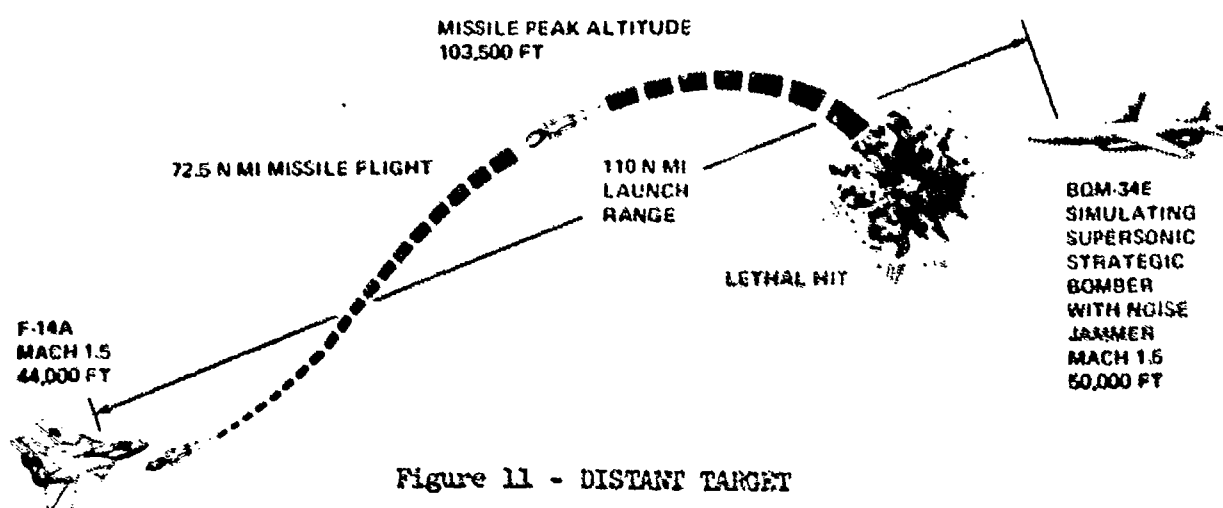 MISSILE PEAK ALTITUDE
103,500 FT
72.5 N MI MISSILE FLIGHT
110 N MI
LAUNCH
RANGE
LETHAL HIT
BQM-34E
SIMULATING
SUPERSONIC
STRATEGIC
BOMBER
WITH NOISE
JAMMER
MACH 1.5
50,000 FT
F-14A
MACH 1.5
44,000 FT
Figure 11 - DISTANT TARGET